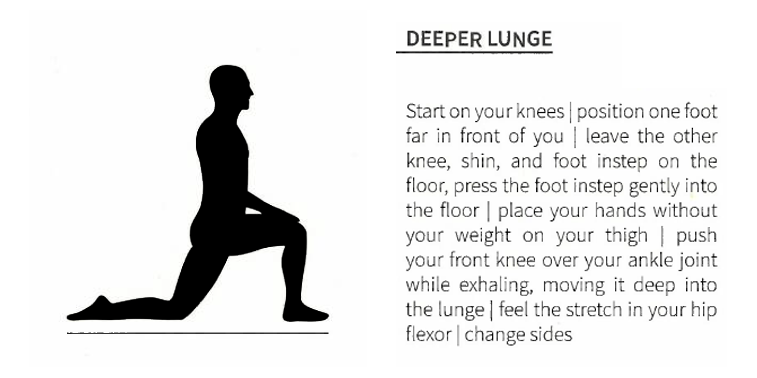 DEEPER LUNGE
Start on your knees | position one foot
far in front of you | leave the other
knee, shin, and foot instep on the
floor, press the foot instep gently into
the floor | place your hands without
your weight on your thigh | push
your front knee over your ankle joint
while exhaling, moving it deep into
the lunge | feel the stretch in your hip
flexor | change sides